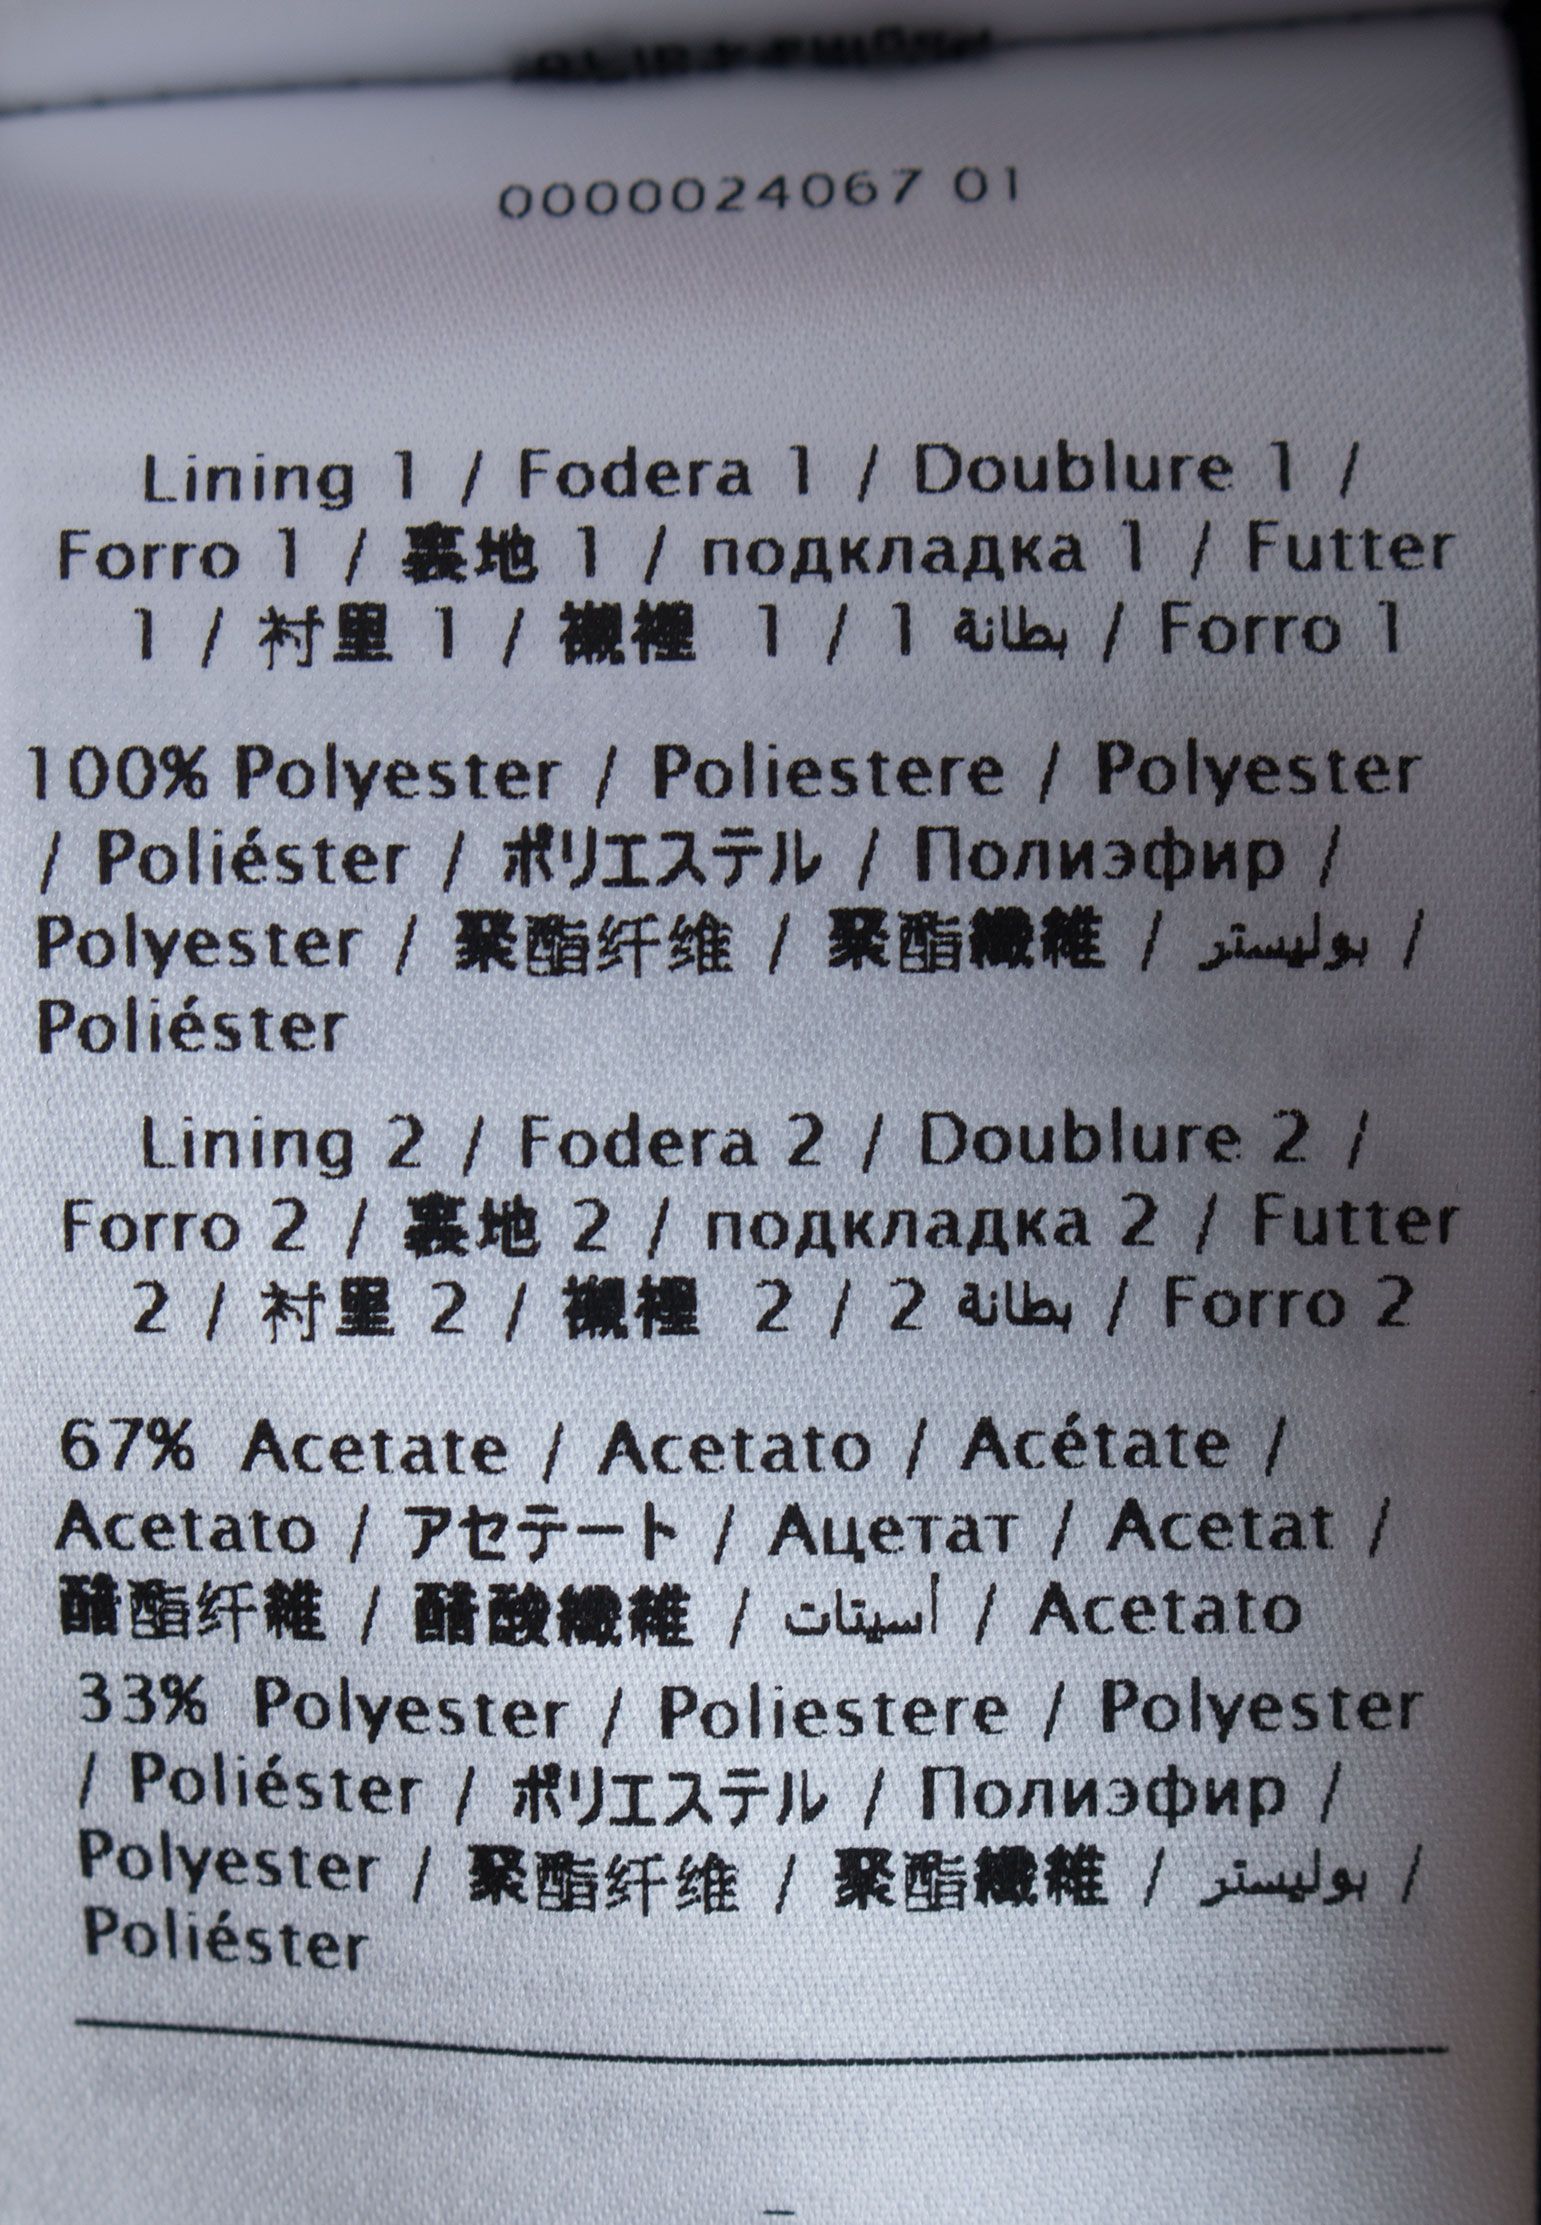 0000024067 01
Lining 1 / Fodera 1 / Doublure 1 /
Forro 1 / 裏地 1 / подкладка 1 / Futter
1 / 衬里 1 / 襯裡 1 / 1 بطانة / Forro 1
100% Polyester / Poliestere / Polyester
/ Poliéster / ポリエステル / Полиэфир /
Polyester / 聚酯纤维 / 聚酯纖維 / بوليستر /
Poliéster
Lining 2 / Fodera 2 / Doublure 2 /
Forro 2 / 裏地 2 / подкладка 2 / Futter
2 / 衬里 2 / 襯裡 2 / 2 بطانة / Forro 2
67% Acetate / Acetato / Acétate /
Acetato / アセテート / Ацетат / Acetat /
醋酯纤維 / 醋酸纖維 / أسيتات / Acetato
33% Polyester / Poliestere / Polyester
/ Poliéster / ポリエステル / Полиэфир /
Polyester / 聚酯纤维 / 聚酯纖維 / بوليستر /
Poliéster